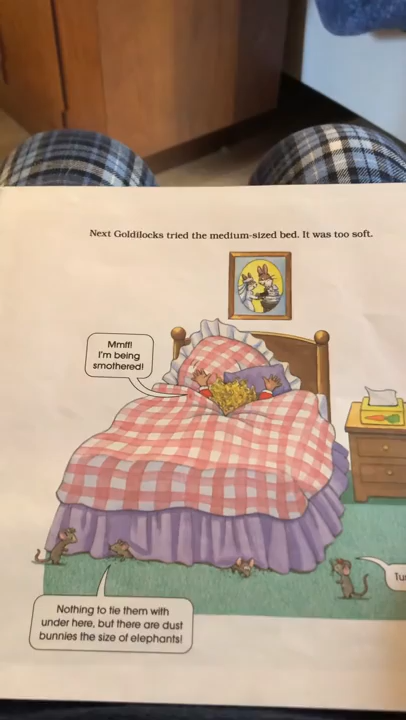 Next Goldilocks tried the medium-sized bed. It was too soft.
Mmff!
I'm being
smothered!
Nothing to tie them with
under here, but there are dust
bunnies the size of elephants!